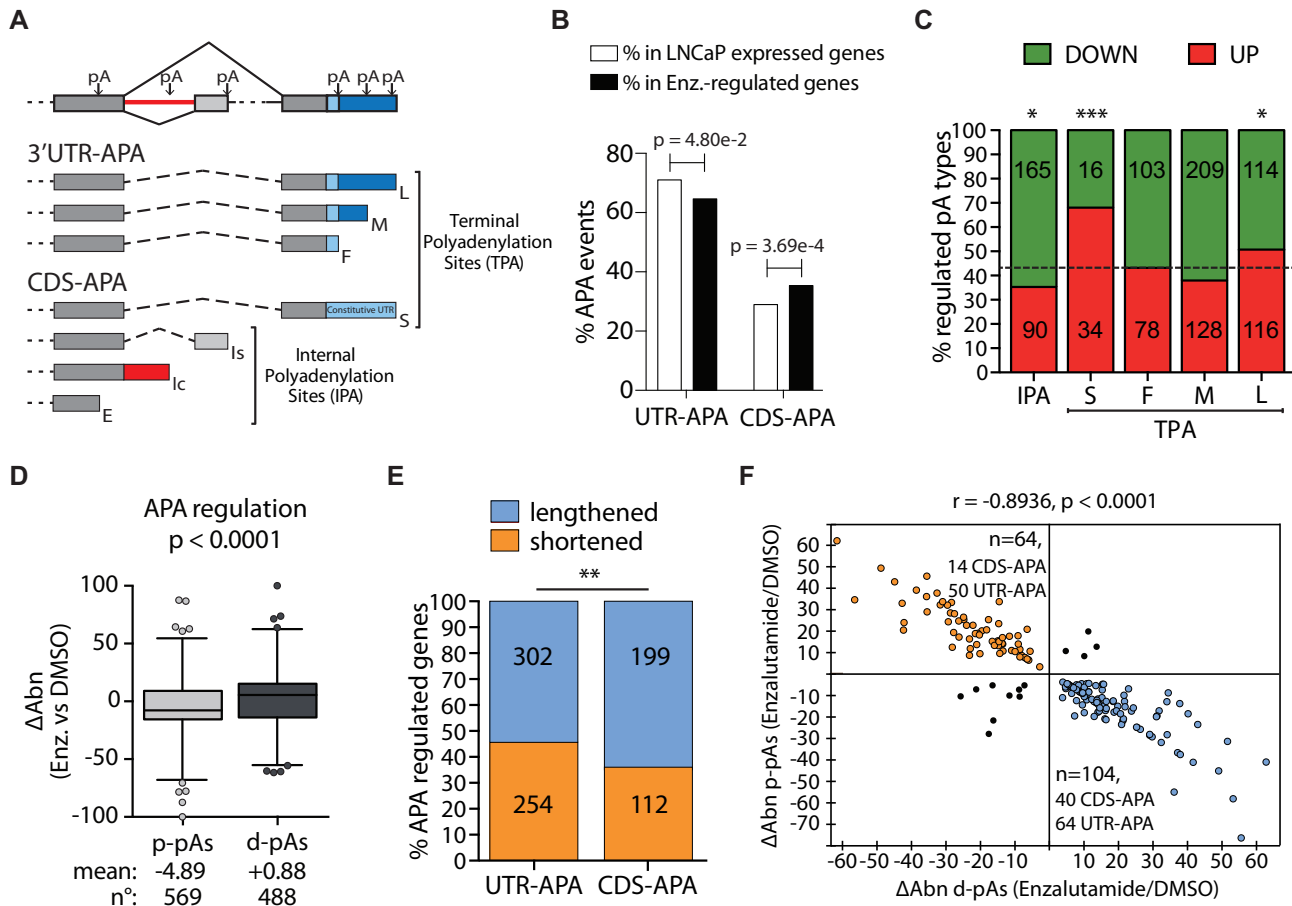 A
pA
pA
pA
pA
pA
pA
3'UTR-APA
L
M
F
Terminal
Polyadenylation
Sites (TPA)
CDS-APA
Constitutive UTR
S
Is
Ic
E
Internal
Polyadenylation
Sites (IPA)
B
% in LNCaP expressed genes
% in Enz.-regulated genes
p = 4.80e-2
p = 3.69e-4
% APA events
80
60
40
20
0
UTR-APA CDS-APA
C
DOWN UP
* *** *
% regulated pA types
100
90
80
70
60
50
40
30
20
10
0
165 16 103 209 114
90 34 78 128 116
IPA S F M L
TPA
D
APA regulation
p < 0.0001
ΔAbn
(Enz. vs DMSO)
100
50
0
-50
-100
p-pAs d-pAs
mean: -4.89 +0.88
n°: 569 488
E
lengthened
shortened
**
% APA regulated genes
100
90
80
70
60
50
40
30
20
10
0
302 199
254 112
UTR-APA CDS-APA
F
r = -0.8936, p < 0.0001
n=64,
14 CDS-APA
50 UTR-APA
n=104,
40 CDS-APA
64 UTR-APA
ΔAbn p-pAs (Enzalutamide/DMSO)
60
50
40
30
20
10
-10
-20
-30
-40
-50
-60
-70
-60 -50 -40 -30 -20 -10 10 20 30 40 50 60
ΔAbn d-pAs (Enzalutamide/DMSO)